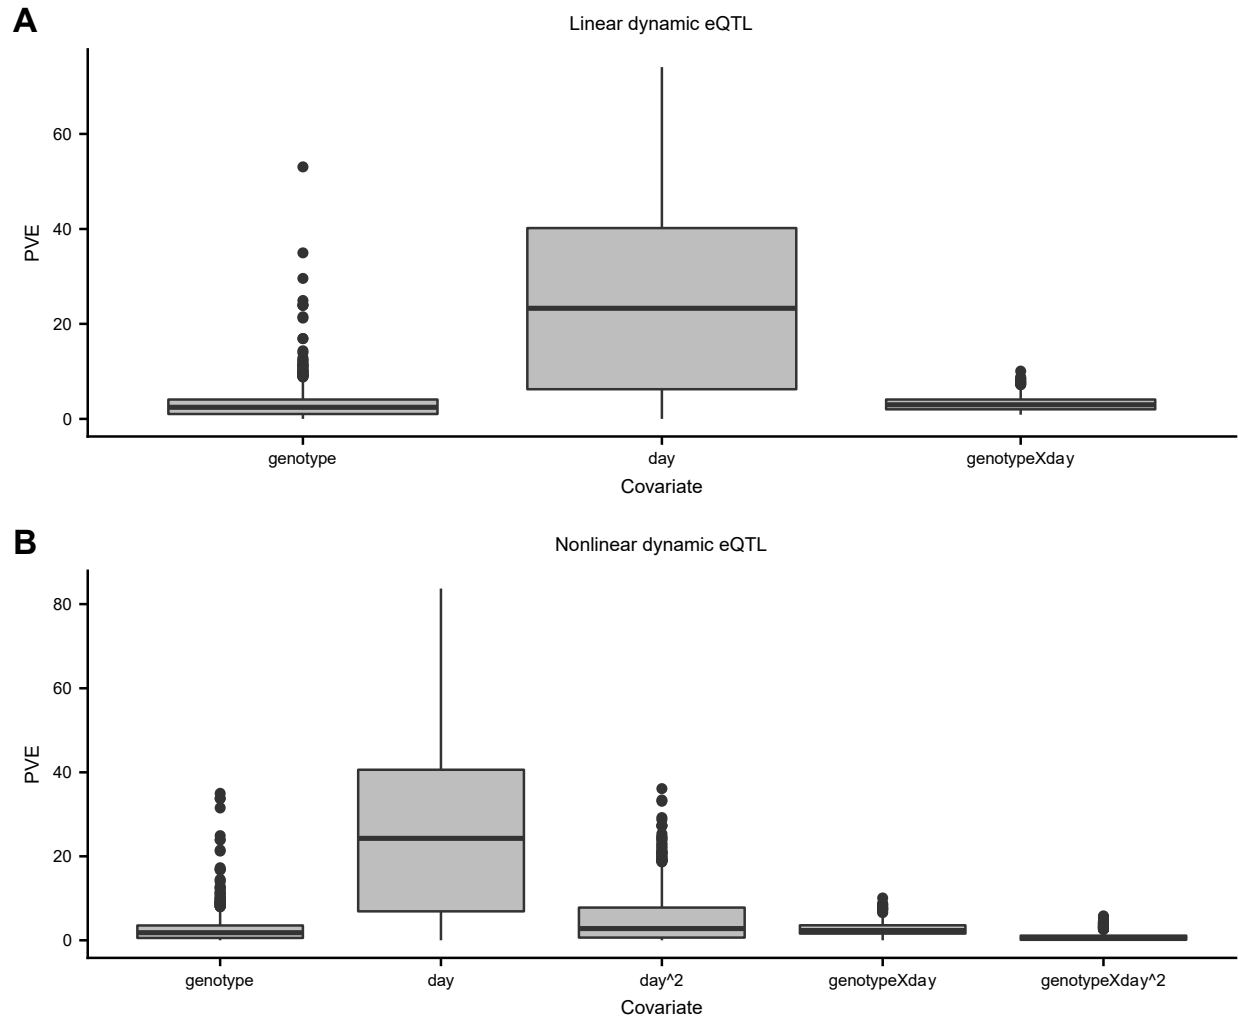 A
Linear dynamic eQTL
PVE
60
40
20
0
genotype
day
genotypeXday
Covariate
B
Nonlinear dynamic eQTL
PVE
80
60
40
20
0
genotype
day
day^2
genotypeXday
genotypeXday^2
Covariate